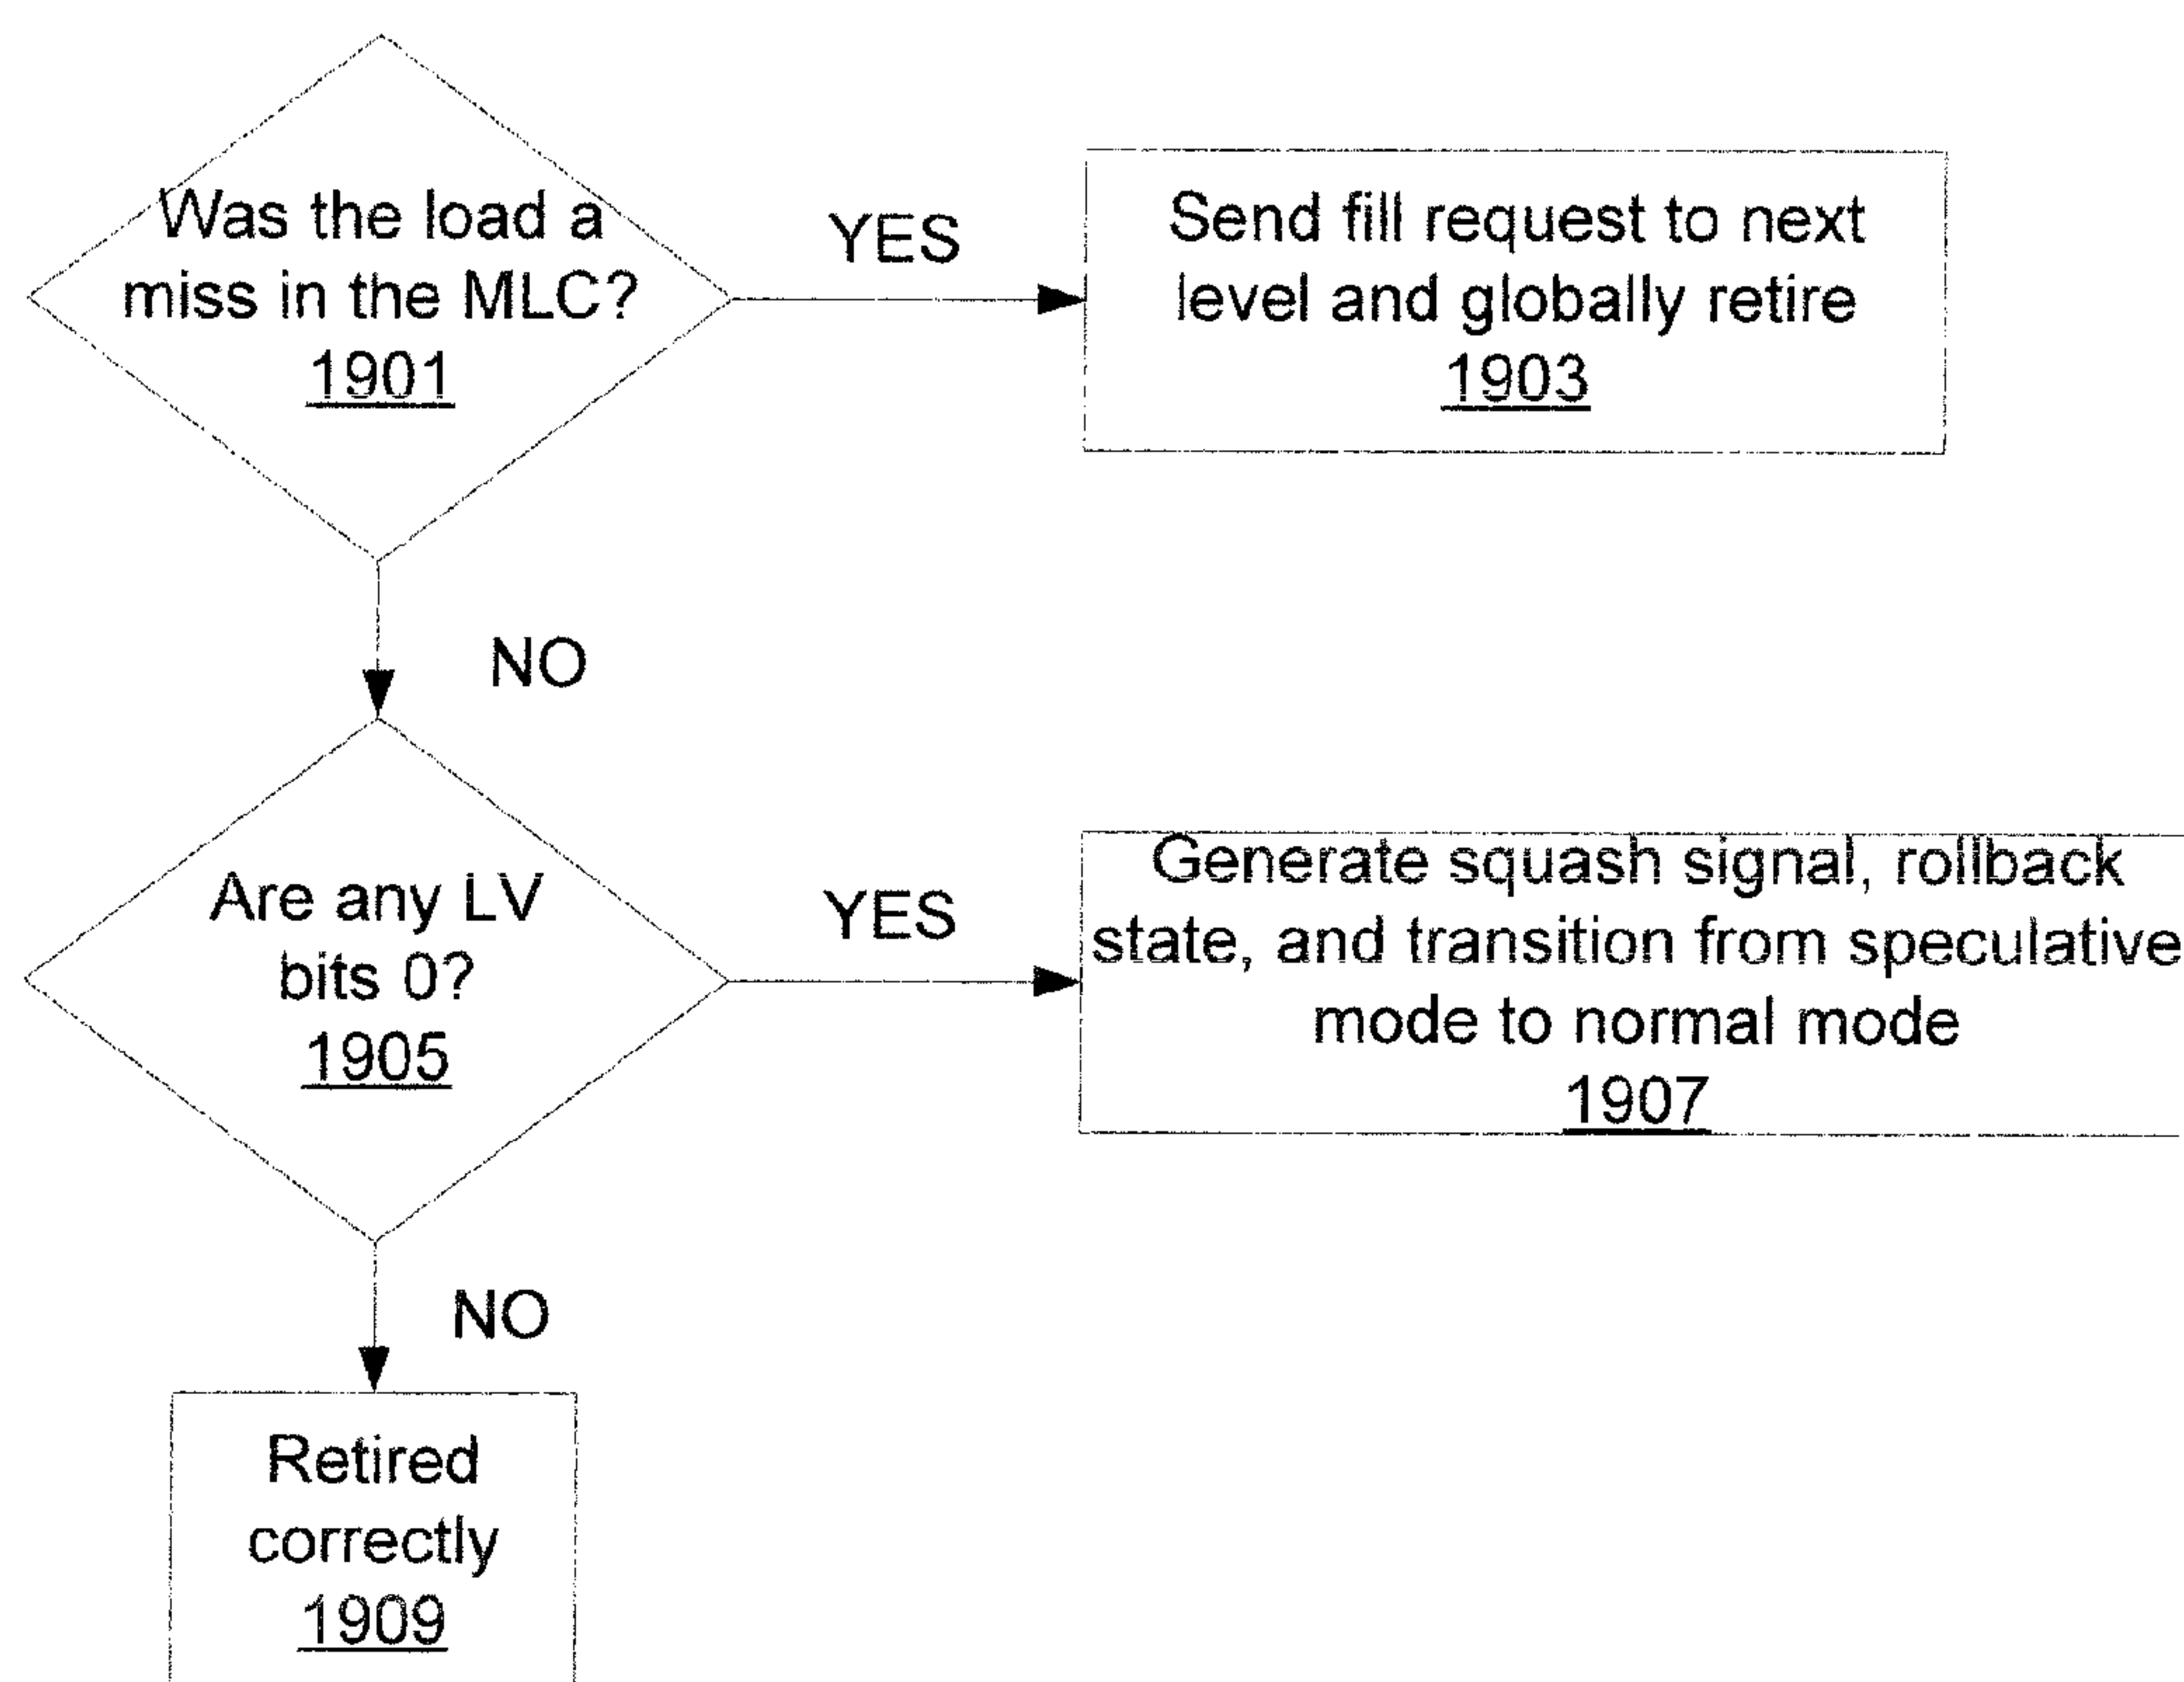 Was the load a
miss in the MLC?
1901
YES
Send fill request to next
level and globally retire
1903
NO
Are any LV
bits 0?
1905
YES
Generate squash signal, rollback
state, and transition from speculative
mode to normal mode
1907
NO
Retired
correctly
1909